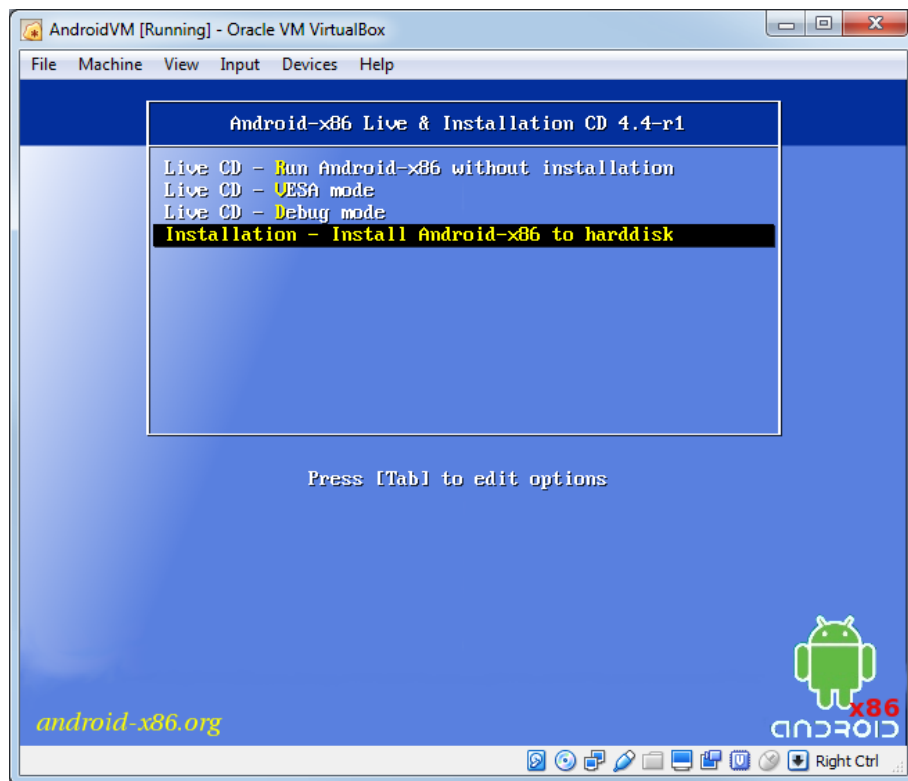 AndroidVM [Running] - Oracle VM VirtualBox
File Machine View Input Devices Help
Android-x86 Live & Installation CD 4.4-r1
Live CD - Run Android-x86 without installation
Live CD - VESA mode
Live CD - Debug mode
Installation - Install Android-x86 to harddisk
Press [Tab] to edit options
android-x86.org
x86
ANDROID
Right Ctrl